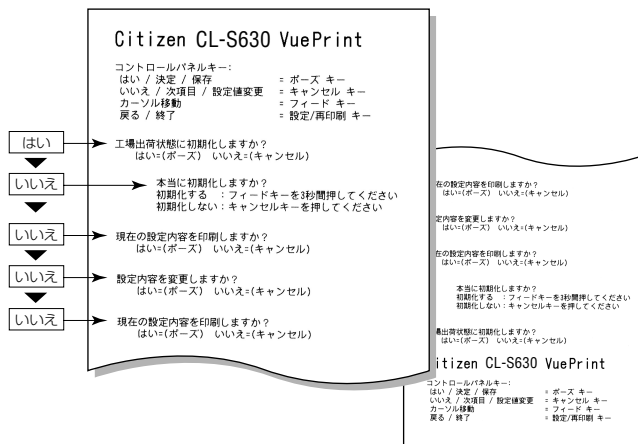 Citizen CL-S630 VuePrint
コントロールパネルキー:
はい / 決定 / 保存 = ポーズ キー
いいえ / 次項目 / 設定値変更 = キャンセル キー
カーソル移動 = フィード キー
戻る / 終了 = 設定/再印刷 キー
はい
工場出荷状態に初期化しますか?
はい=(ポーズ) いいえ=(キャンセル)
いいえ
本当に初期化しますか?
初期化する :フィードキーを3秒間押してください
初期化しない:キャンセルキーを押してください
いいえ
現在の設定内容を印刷しますか?
はい=(ポーズ) いいえ=(キャンセル)
いいえ
設定内容を変更しますか?
はい=(ポーズ) いいえ=(キャンセル)
いいえ
現在の設定内容を印刷しますか?
はい=(ポーズ) いいえ=(キャンセル)
在の設定内容を印刷しますか?
はい=(ポーズ) いいえ=(キャンセル)
定内容を変更しますか?
はい=(ポーズ) いいえ=(キャンセル)
在の設定内容を印刷しますか?
はい=(ポーズ) いいえ=(キャンセル)
本当に初期化しますか?
初期化する :フィードキーを3秒間押してください
初期化しない:キャンセルキーを押してください
場出荷状態に初期化しますか?
はい=(ポーズ) いいえ=(キャンセル)
itizen CL-S630 VuePrint
コントロールパネルキー:
はい / 決定 / 保存 = ポーズ キー
いいえ / 次項目 / 設定値変更 = キャンセル キー
カーソル移動 = フィード キー
戻る / 終了 = 設定/再印刷 キー